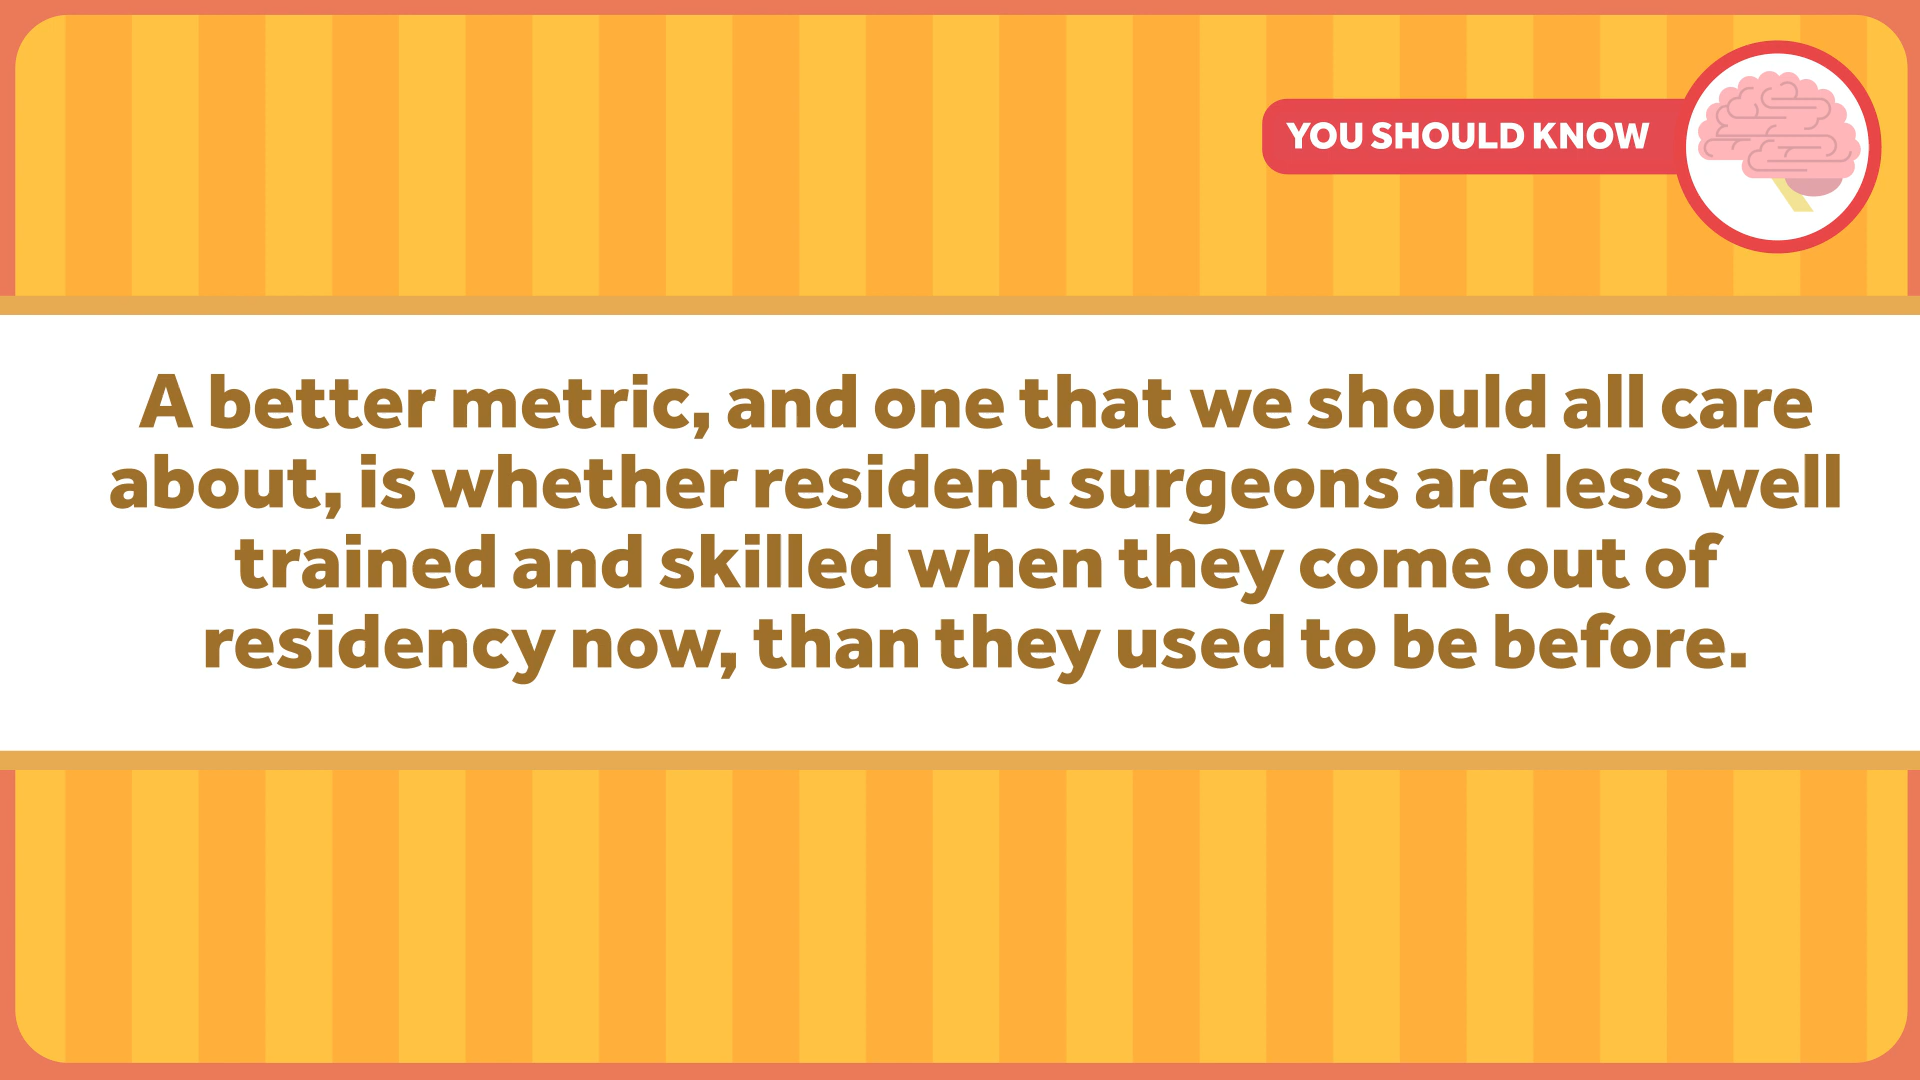 YOU SHOULD KNOW
A better metric, and one that we should all care
about, is whether resident surgeons are less well
trained and skilled when they come out of
residency now, than they used to be before.